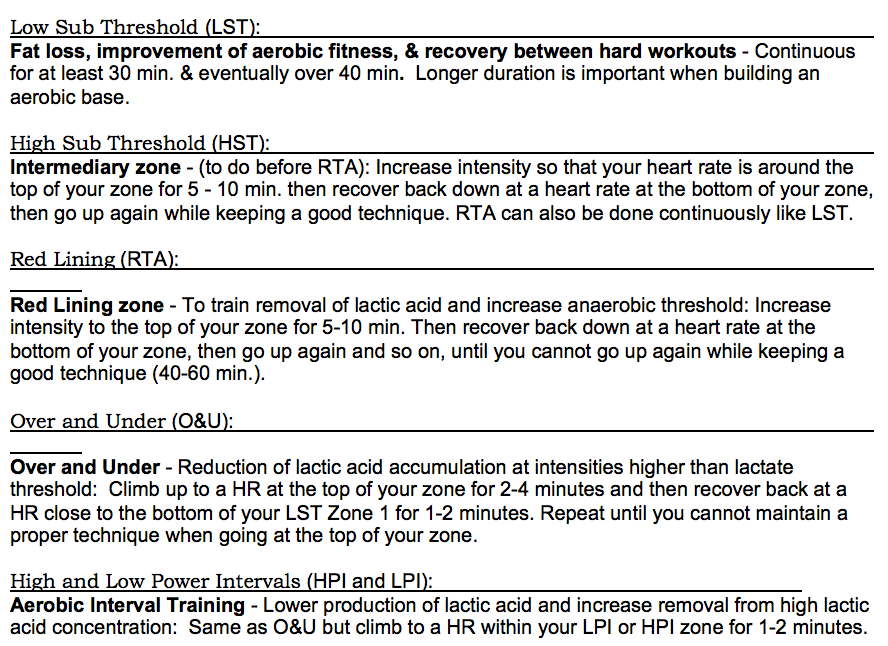 Low Sub Threshold (LST):
Fat loss, improvement of aerobic fitness, & recovery between hard workouts - Continuous
for at least 30 min. & eventually over 40 min. Longer duration is important when building an
aerobic base.
High Sub Threshold (HST):
Intermediary zone - (to do before RTA): Increase intensity so that your heart rate is around the
top of your zone for 5 - 10 min. then recover back down at a heart rate at the bottom of your zone,
then go up again while keeping a good technique. RTA can also be done continuously like LST.
Red Lining (RTA):
Red Lining zone - To train removal of lactic acid and increase anaerobic threshold: Increase
intensity to the top of your zone for 5-10 min. Then recover back down at a heart rate at the
bottom of your zone, then go up again and so on, until you cannot go up again while keeping a
good technique (40-60 min.).
Over and Under (O&U):
Over and Under - Reduction of lactic acid accumulation at intensities higher than lactate
threshold: Climb up to a HR at the top of your zone for 2-4 minutes and then recover back at a
HR close to the bottom of your LST Zone 1 for 1-2 minutes. Repeat until you cannot maintain a
proper technique when going at the top of your zone.
High and Low Power Intervals (HPI and LPI):
Aerobic Interval Training - Lower production of lactic acid and increase removal from high lactic
acid concentration: Same as O&U but climb to a HR within your LPI or HPI zone for 1-2 minutes.